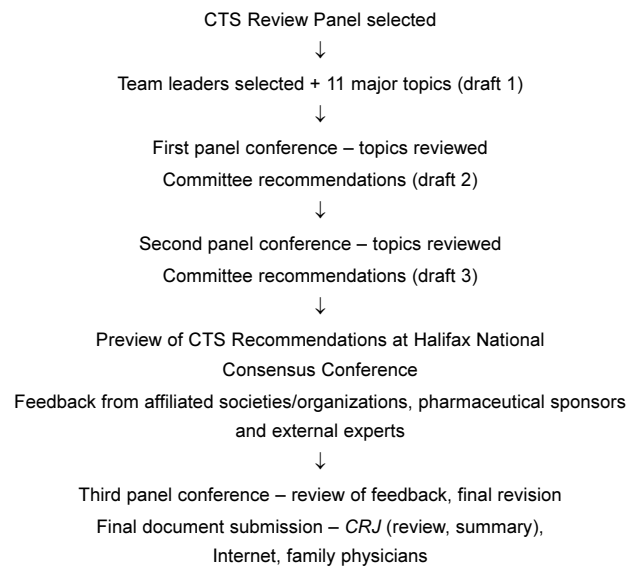 CTS Review Panel selected
↓
Team leaders selected + 11 major topics (draft 1)
↓
First panel conference – topics reviewed
Committee recommendations (draft 2)
↓
Second panel conference – topics reviewed
Committee recommendations (draft 3)
↓
Preview of CTS Recommendations at Halifax National
Consensus Conference
Feedback from affiliated societies/organizations, pharmaceutical sponsors
and external experts
↓
Third panel conference – review of feedback, final revision
Final document submission – CRJ (review, summary),
Internet, family physicians